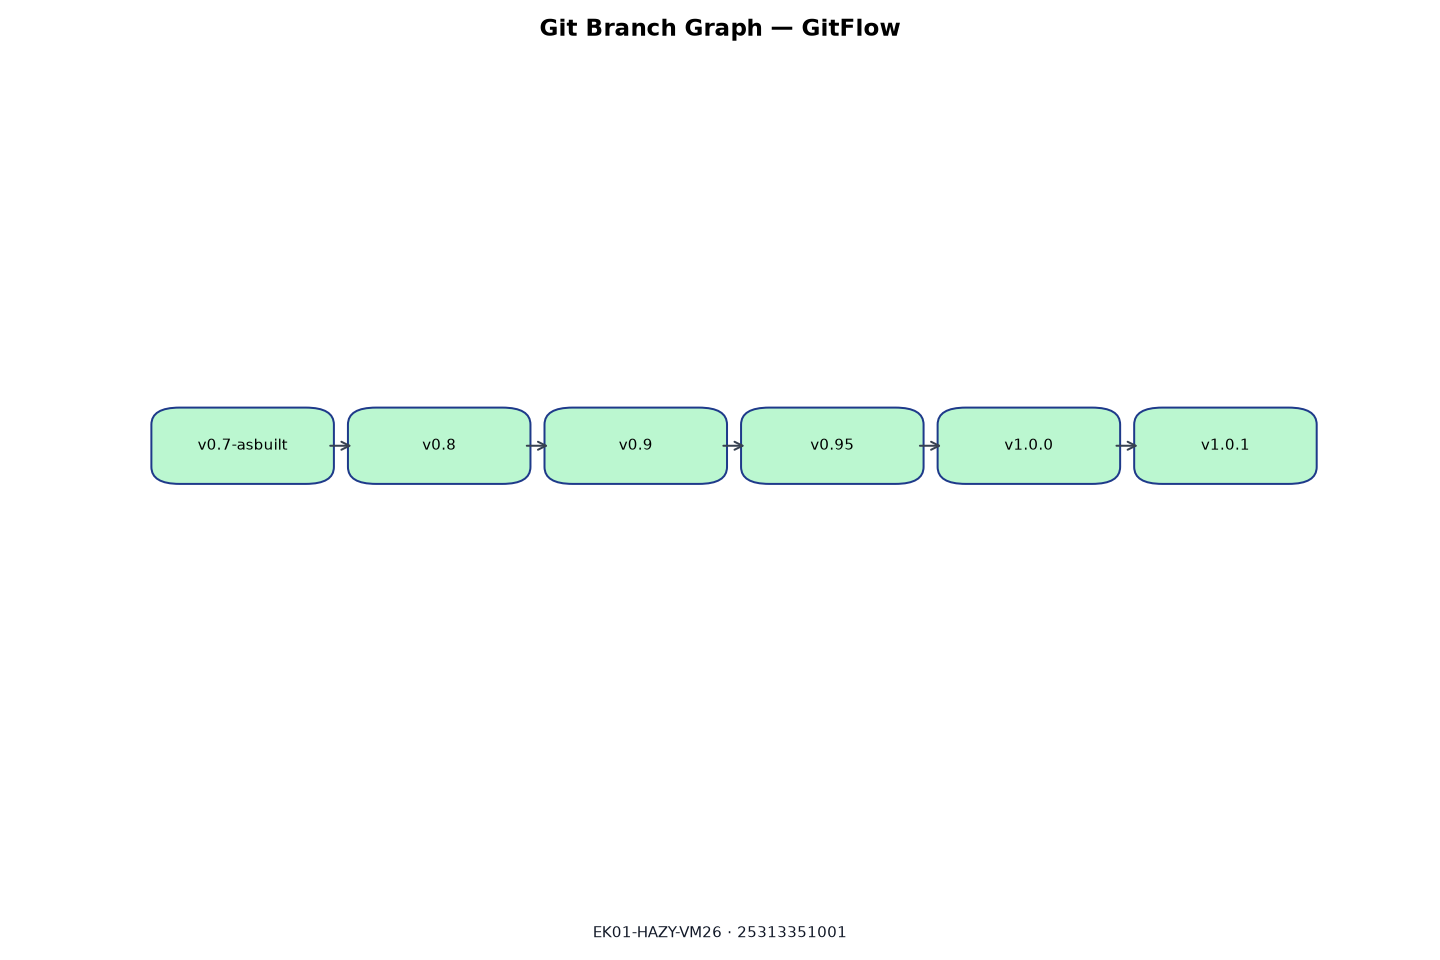 Git Branch Graph — GitFlow
v0.7-asbuilt
v0.8
v0.9
v0.95
v1.0.0
v1.0.1
EK01-HAZY-VM26 · 25313351001